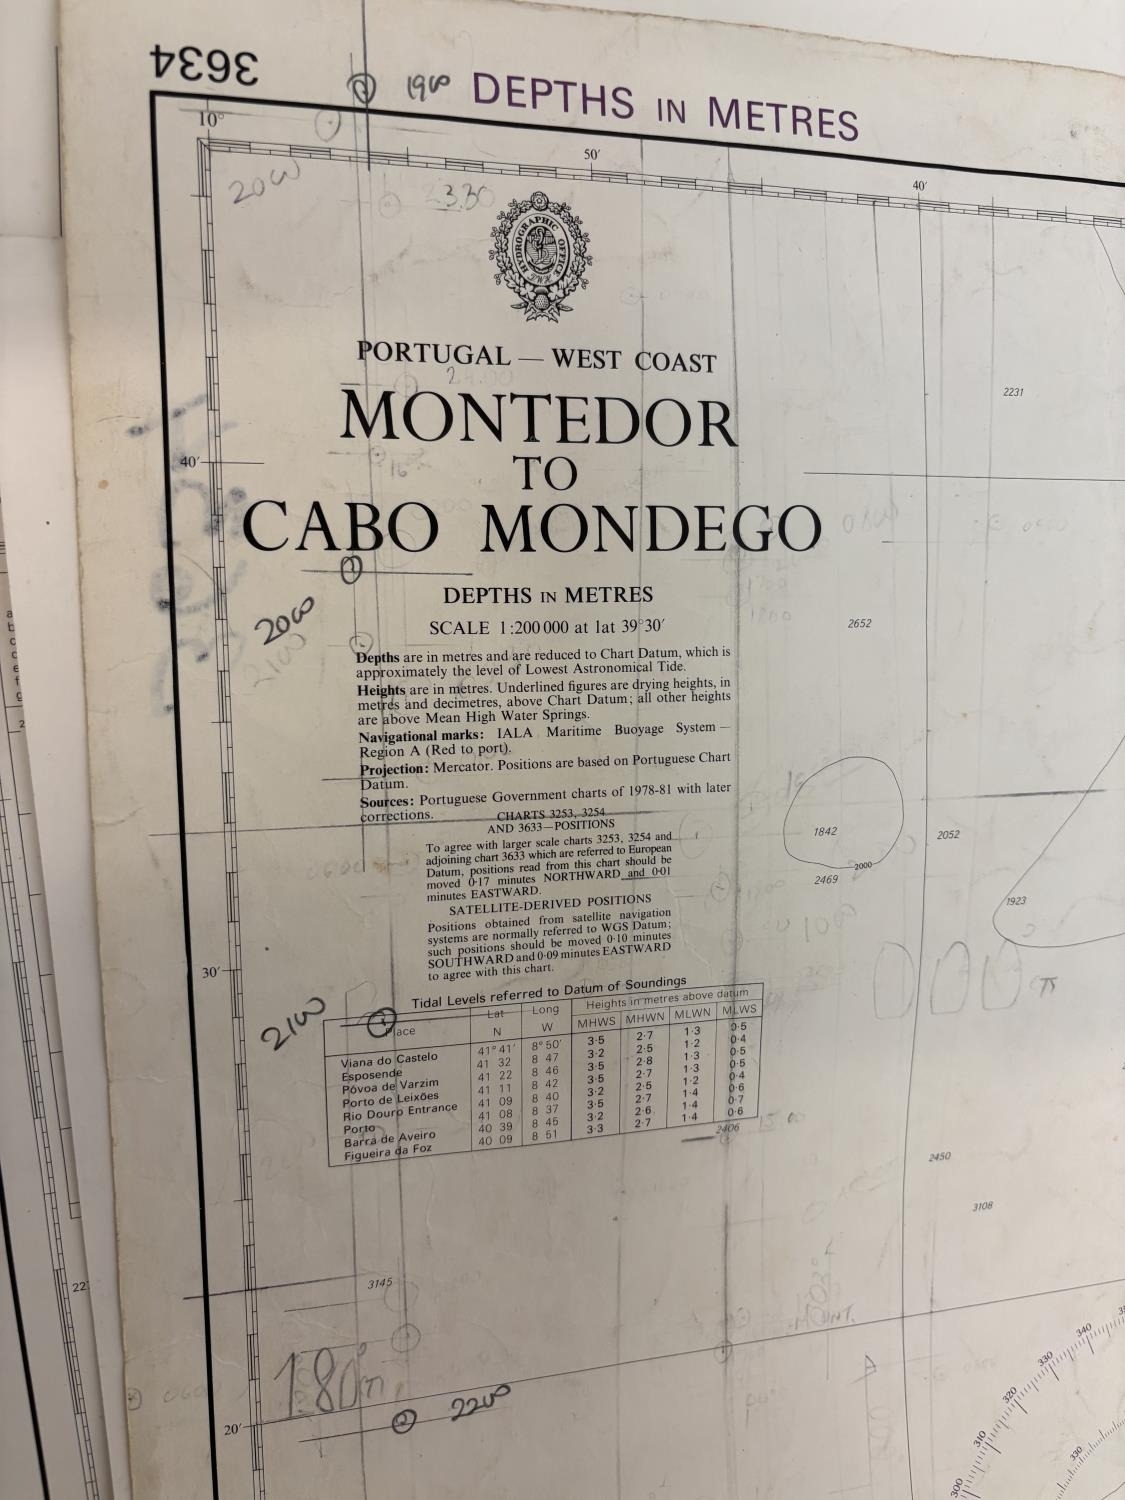 3634
1900
DEPTHS IN METRES
10°
50'
40'
2000
3.30
HYDROGRAPHIC OFFICE
PORTUGAL — WEST COAST
2231
MONTEDOR
TO
40'
CABO MONDEGO
0800
DEPTHS IN METRES
2000
2100
SCALE 1:200 000 at lat 39°30'
2652
Depths are in metres and are reduced to Chart Datum, which is
approximately the level of Lowest Astronomical Tide.
Heights are in metres. Underlined figures are drying heights, in
metres and decimetres, above Chart Datum; all other heights
are above Mean High Water Springs.
Navigational marks: IALA Maritime Buoyage System —
Region A (Red to port).
Projection: Mercator. Positions are based on Portuguese Chart
Datum.
Sources: Portuguese Government charts of 1978-81 with later
corrections.
CHARTS 3253, 3254
AND 3633—POSITIONS
To agree with larger scale charts 3253, 3254 and
adjoining chart 3633 which are referred to European
Datum, positions read from this chart should be
moved 0·17 minutes NORTHWARD and 0·01
minutes EASTWARD.
1842
2052
2000
2469
1923
SATELLITE-DERIVED POSITIONS
Positions obtained from satellite navigation
systems are normally referred to WGS Datum;
such positions should be moved 0·10 minutes
SOUTHWARD and 0·09 minutes EASTWARD
to agree with this chart.
30'
2100
000 (T)
Tidal Levels referred to Datum of Soundings
Place Lat N Long W Heights in metres above datum
MHWS MHWN MLWN MLWS
Viana do Castelo 41° 41' 8° 50' 3·5 2·7 1·3 0·5
Esposende 41 32 8 47 3·2 2·5 1·2 0·4
Póvoa de Varzim 41 22 8 46 3·5 2·8 1·3 0·5
Porto de Leixões 41 11 8 42 3·5 2·7 1·3 0·5
Rio Douro Entrance 41 09 8 40 3·2 2·5 1·2 0·4
Porto 41 08 8 37 3·5 2·7 1·4 0·6
Barra de Aveiro 40 39 8 45 3·2 2·6 1·4 0·7
Figueira da Foz 40 09 8 51 3·3 2·7 1·4 0·6
2406
2450
3108
3145
22'
180° (T)
20'
2200
340
330
320
310
300
330